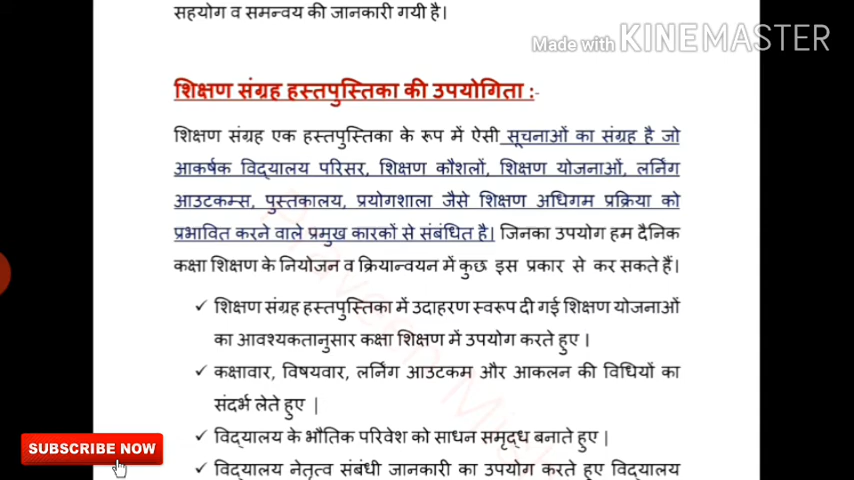 सहयोग व समन्वय की जानकारी गयी है।
Made with KINEMASTER
शिक्षण संग्रह हस्तपुस्तिका की उपयोगिता :-
शिक्षण संग्रह एक हस्तपुस्तिका के रूप में ऐसी सूचनाओं का संग्रह है जो
आकर्षक विद्यालय परिसर, शिक्षण कौशलों, शिक्षण योजनाओं, लर्निंग
आउटकम्स, पुस्तकालय, प्रयोगशाला जैसे शिक्षण अधिगम प्रक्रिया को
प्रभावित करने वाले प्रमुख कारकों से संबंधित है। जिनका उपयोग हम दैनिक
कक्षा शिक्षण के नियोजन व क्रियान्वयन में कुछ इस प्रकार से कर सकते हैं।
✓ शिक्षण संग्रह हस्तपुस्तिका में उदाहरण स्वरूप दी गई शिक्षण योजनाओं
का आवश्यकतानुसार कक्षा शिक्षण में उपयोग करते हुए ।
✓ कक्षावार, विषयवार, लर्निंग आउटकम और आकलन की विधियों का
संदर्भ लेते हुए |
✓ विद्यालय के भौतिक परिवेश को साधन समृद्ध बनाते हुए |
SUBSCRIBE NOW
✓ विद्यालय नेतृत्व संबंधी जानकारी का उपयोग करते हुए विद्यालय